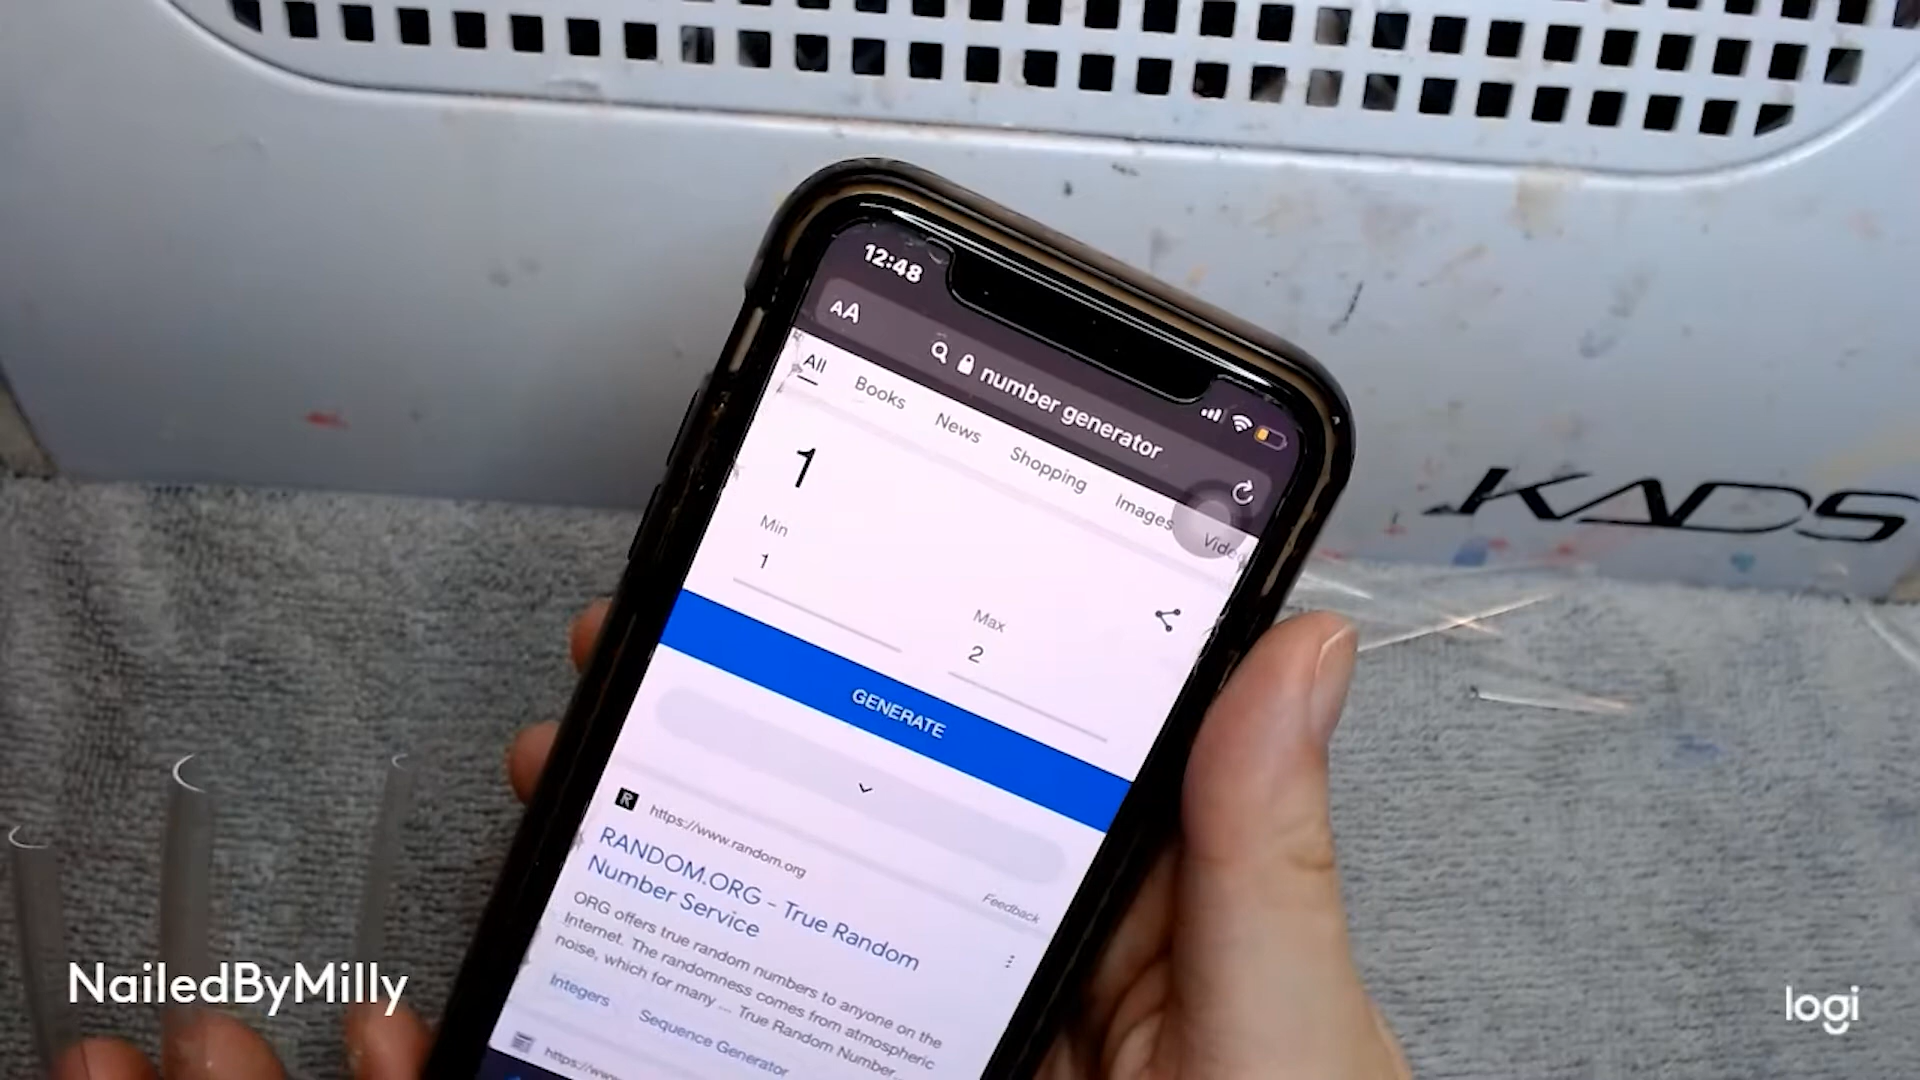 12:48
AA
number generator
All Books News Shopping Images
1
Min
1
Max
2
GENERATE
R
https://www.random.org
RANDOM.ORG - True Random
Number Service
Feedback
ORG offers true random numbers to anyone on the
Internet. The randomness comes from atmospheric
noise, which for many ... True Random Number...
Integers Sequence Generator
KADS
NailedByMilly
logi